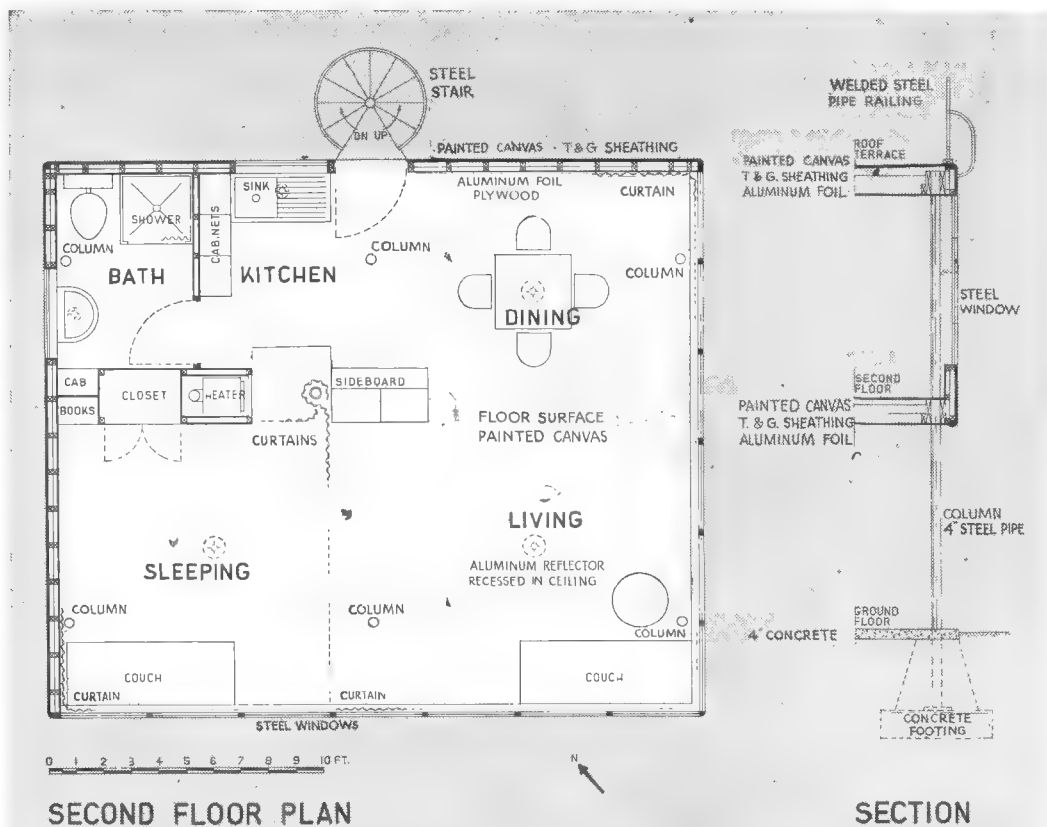 STEEL
STAIR
DN UP
PAINTED CANVAS - T & G SHEATHING
ALUMINUM FOIL
PLYWOOD
CURTAIN
SINK
SHOWER
CABINETS
COLUMN
BATH
KITCHEN
COLUMN
COLUMN
DINING
CAB
BOOKS
CLOSET
HEATER
SIDEBOARD
CURTAINS
FLOOR SURFACE
PAINTED CANVAS
LIVING
ALUMINUM REFLECTOR
RECESSED IN CEILING
SLEEPING
COLUMN
COLUMN
COLUMN
COUCH
COUCH
CURTAIN
CURTAIN
STEEL WINDOWS
0 1 2 3 4 5 6 7 8 9 10 FT.
N
SECOND FLOOR PLAN
WELDED STEEL
PIPE RAILING
ROOF
TERRACE
PAINTED CANVAS
T & G. SHEATHING
ALUMINUM FOIL
STEEL
WINDOW
SECOND
FLOOR
PAINTED CANVAS
T. & G. SHEATHING
ALUMINUM FOIL
COLUMN
4" STEEL PIPE
GROUND
FLOOR
4" CONCRETE
CONCRETE
FOOTING
SECTION